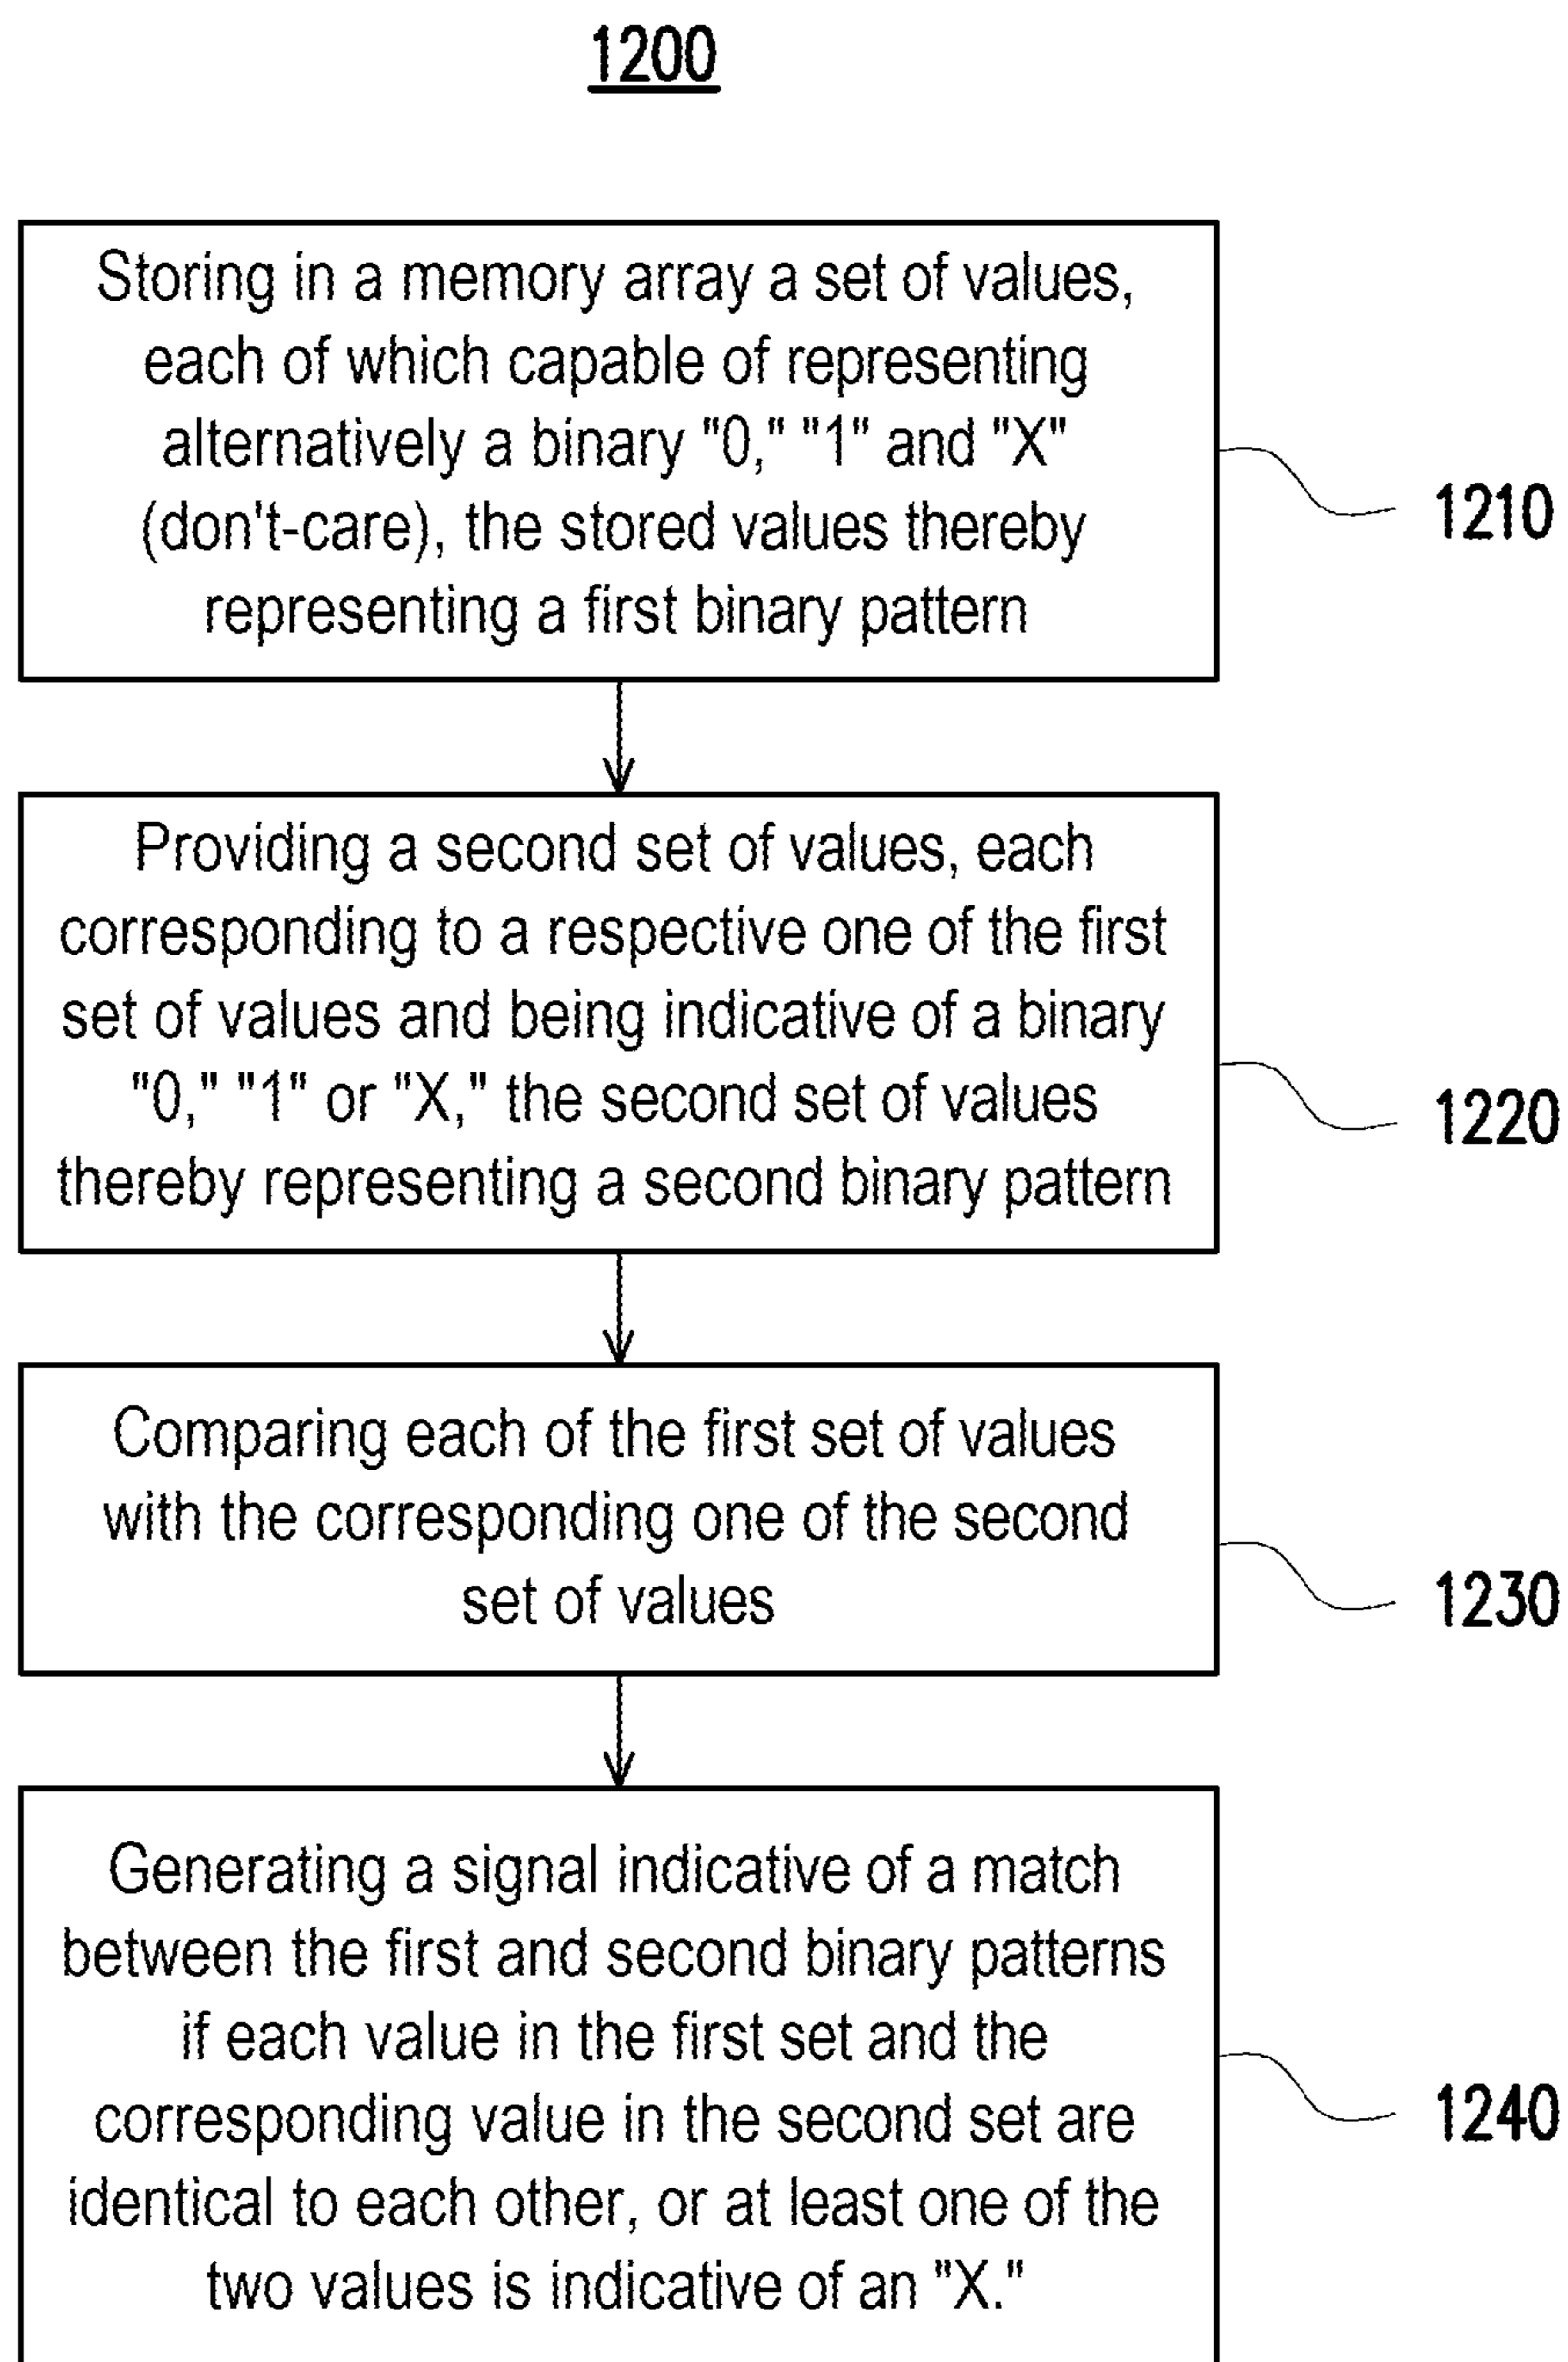 1200
Storing in a memory array a set of values,
each of which capable of representing
alternatively a binary "0," "1" and "X"
(don't-care), the stored values thereby
representing a first binary pattern
1210
Providing a second set of values, each
corresponding to a respective one of the first
set of values and being indicative of a binary
"0," "1" or "X," the second set of values
thereby representing a second binary pattern
1220
Comparing each of the first set of values
with the corresponding one of the second
set of values
1230
Generating a signal indicative of a match
between the first and second binary patterns
if each value in the first set and the
corresponding value in the second set are
identical to each other, or at least one of the
two values is indicative of an "X."
1240